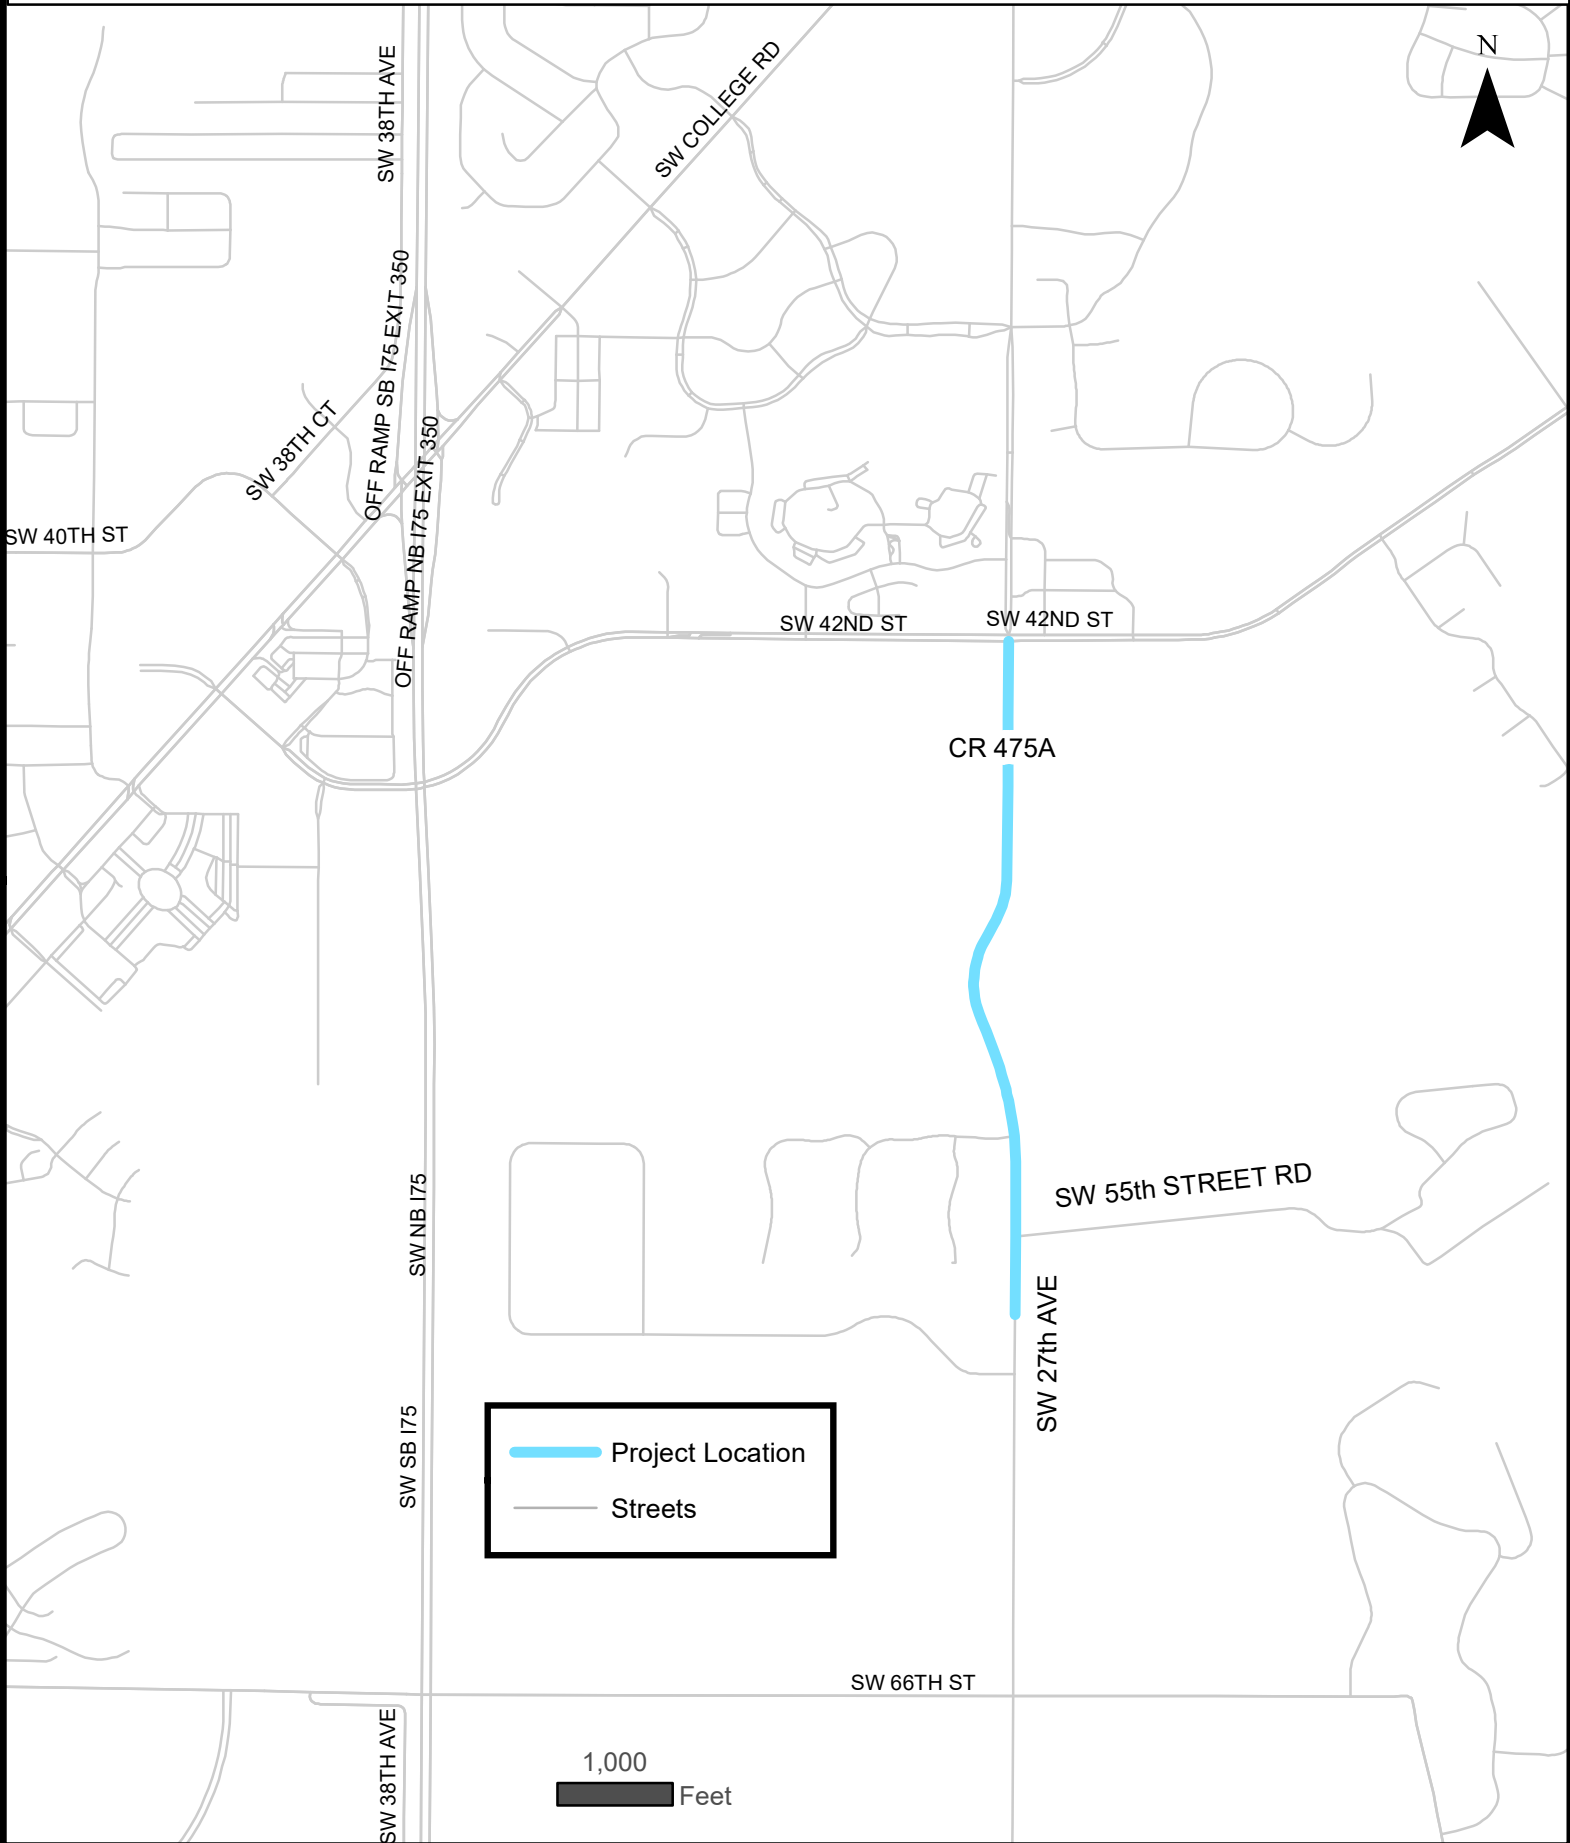 N
SW 38TH AVE
SW COLLEGE RD
OFF RAMP SB I75 EXIT 350
SW 38TH CT
OFF RAMP NB I75 EXIT 350
SW 40TH ST
SW 42ND ST
SW 42ND ST
CR 475A
SW 55th STREET RD
SW NB I75
SW 27th AVE
SW SB I75
Project Location
Streets
SW 66TH ST
SW 38TH AVE
1,000
Feet